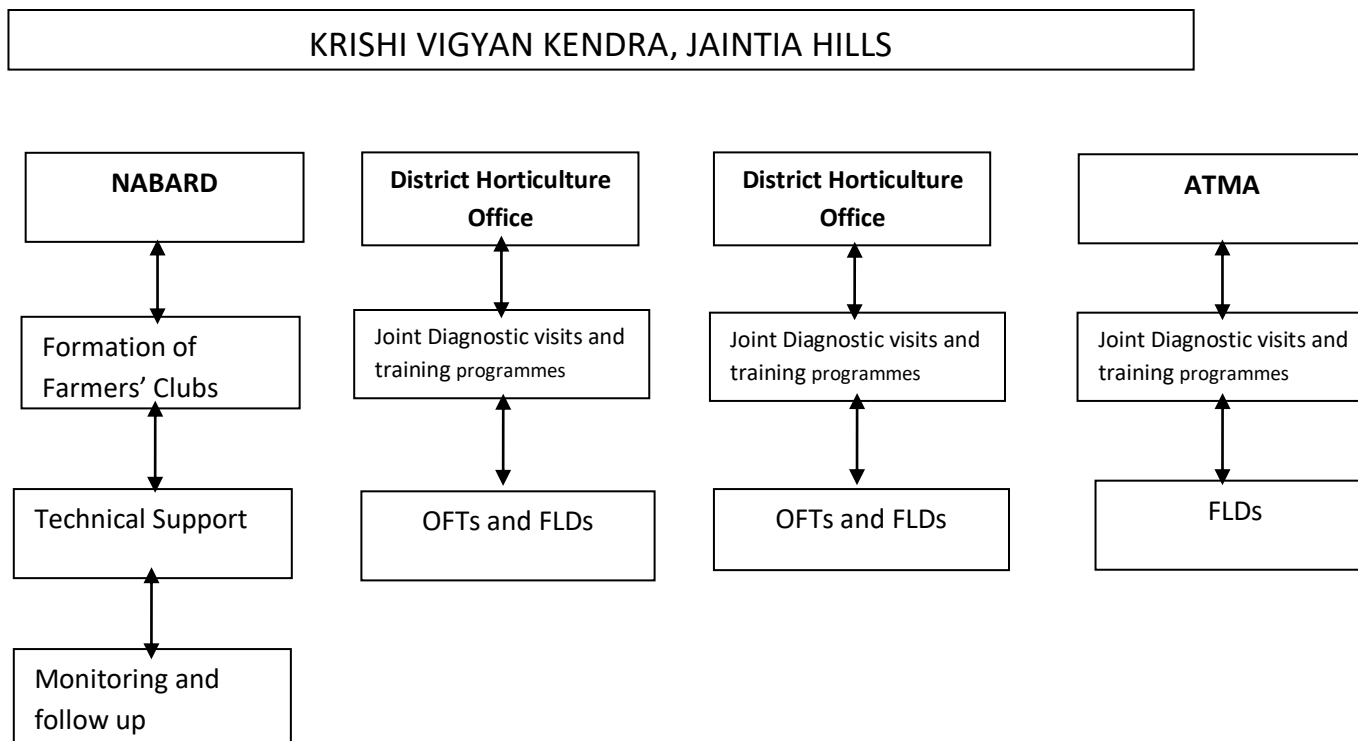 KRISHI VIGYAN KENDRA, JAINTIA HILLS
NABARD
District Horticulture
Office
District Horticulture
Office
ATMA
Formation of
Farmers’ Clubs
Joint Diagnostic visits and
training programmes
Joint Diagnostic visits and
training programmes
Joint Diagnostic visits and
training programmes
Technical Support
OFTs and FLDs
OFTs and FLDs
FLDs
Monitoring and
follow up